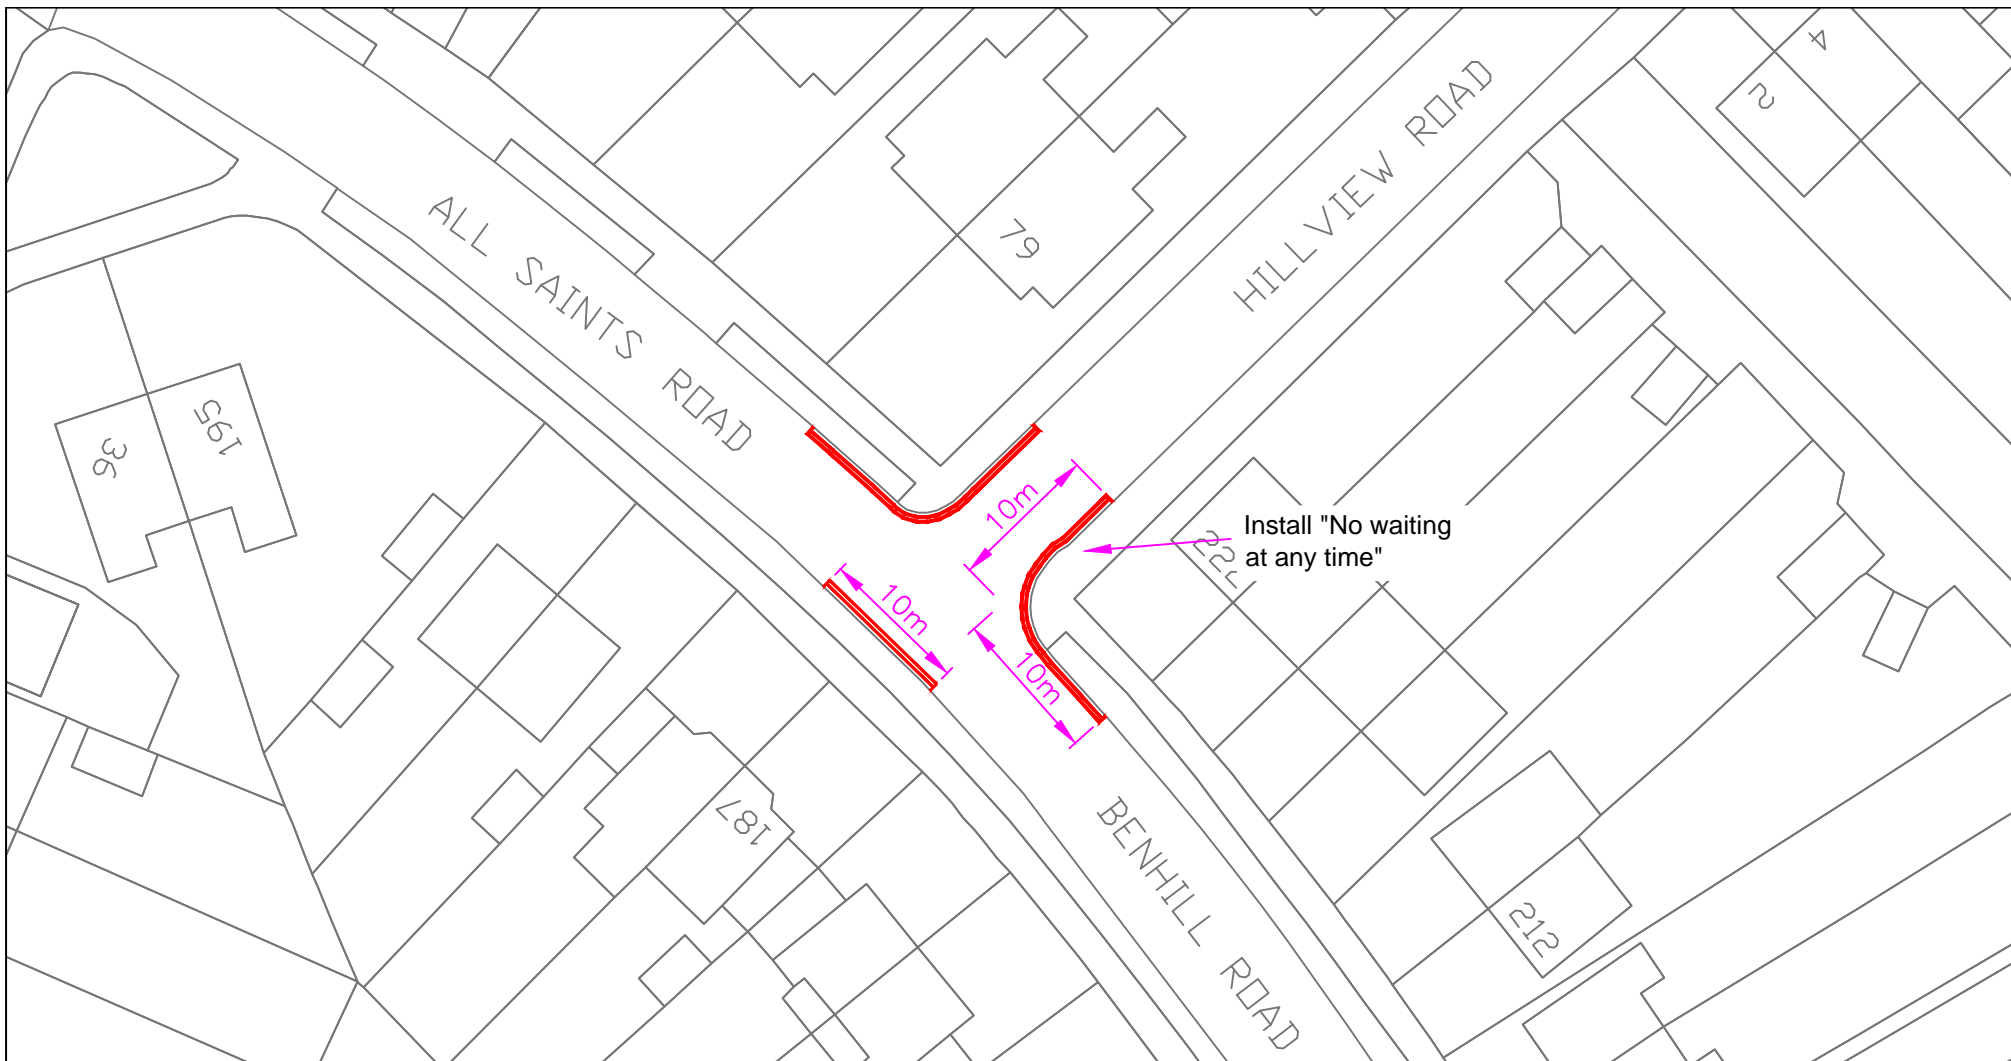 4
2
HILLVIEW ROAD
79
ALL SAINTS ROAD
195
36
10m
Install "No waiting
at any time"
222
10m
10m
187
BENHILL ROAD
212